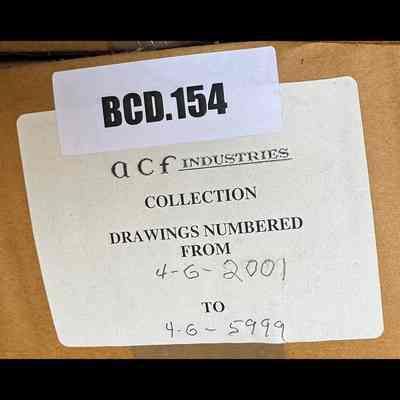 BCD.154
acf INDUSTRIES
COLLECTION
DRAWINGS NUMBERED
FROM
4-6-2001
TO
4-6-5999